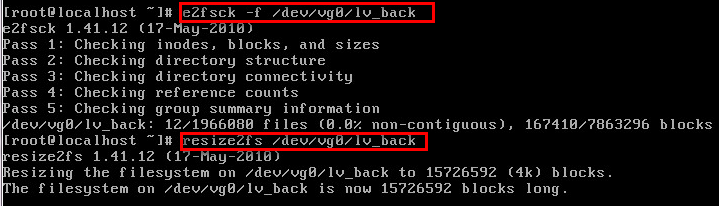 [root@localhost ~]# e2fsck -f /dev/vg0/lv_back
e2fsck 1.41.12 (17-May-2010)
Pass 1: Checking inodes, blocks, and sizes
Pass 2: Checking directory structure
Pass 3: Checking directory connectivity
Pass 4: Checking reference counts
Pass 5: Checking group summary information
/dev/vg0/lv_back: 12/1966080 files (0.0% non-contiguous), 167410/7863296 blocks
[root@localhost ~]# resize2fs /dev/vg0/lv_back
resize2fs 1.41.12 (17-May-2010)
Resizing the filesystem on /dev/vg0/lv_back to 15726592 (4k) blocks.
The filesystem on /dev/vg0/lv_back is now 15726592 blocks long.